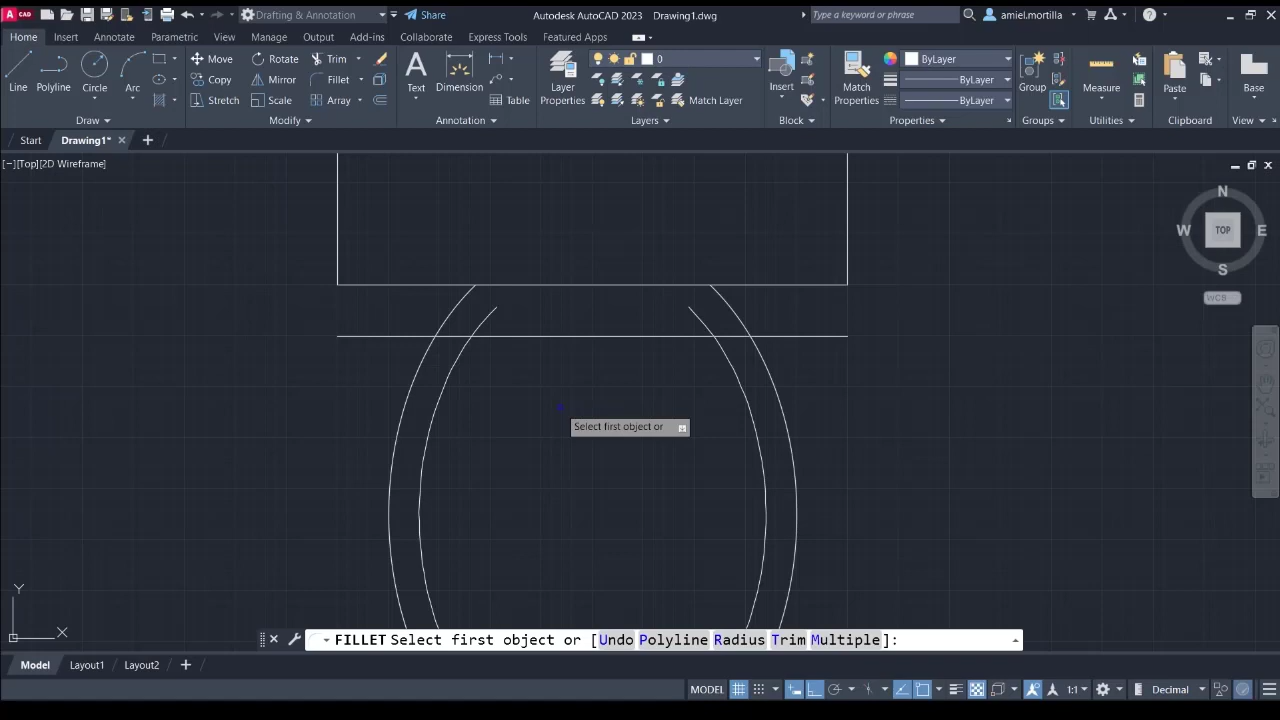 CAD
Drafting & Annotation
Share
Autodesk AutoCAD 2023 Drawing1.dwg
Type a keyword or phrase
amiel.mortilla
Home Insert Annotate Parametric View Manage Output Add-ins Collaborate Express Tools Featured Apps
Line Polyline Circle Arc
Move Rotate Trim
Copy Mirror Fillet
Stretch Scale Array
Text Dimension Table
Layer
Properties
0
Match Layer
Insert
Match
Properties
ByLayer
ByLayer
ByLayer
Group Measure Paste Base
Draw Modify Annotation Layers Block Properties Groups Utilities Clipboard View
Start Drawing1*
[−][Top][2D Wireframe]
N
W TOP E
S
WCB
Select first object or
Y
X
FILLET Select first object or [Undo Polyline Radius Trim Multiple]:
Model Layout1 Layout2
MODEL 1:1 Decimal